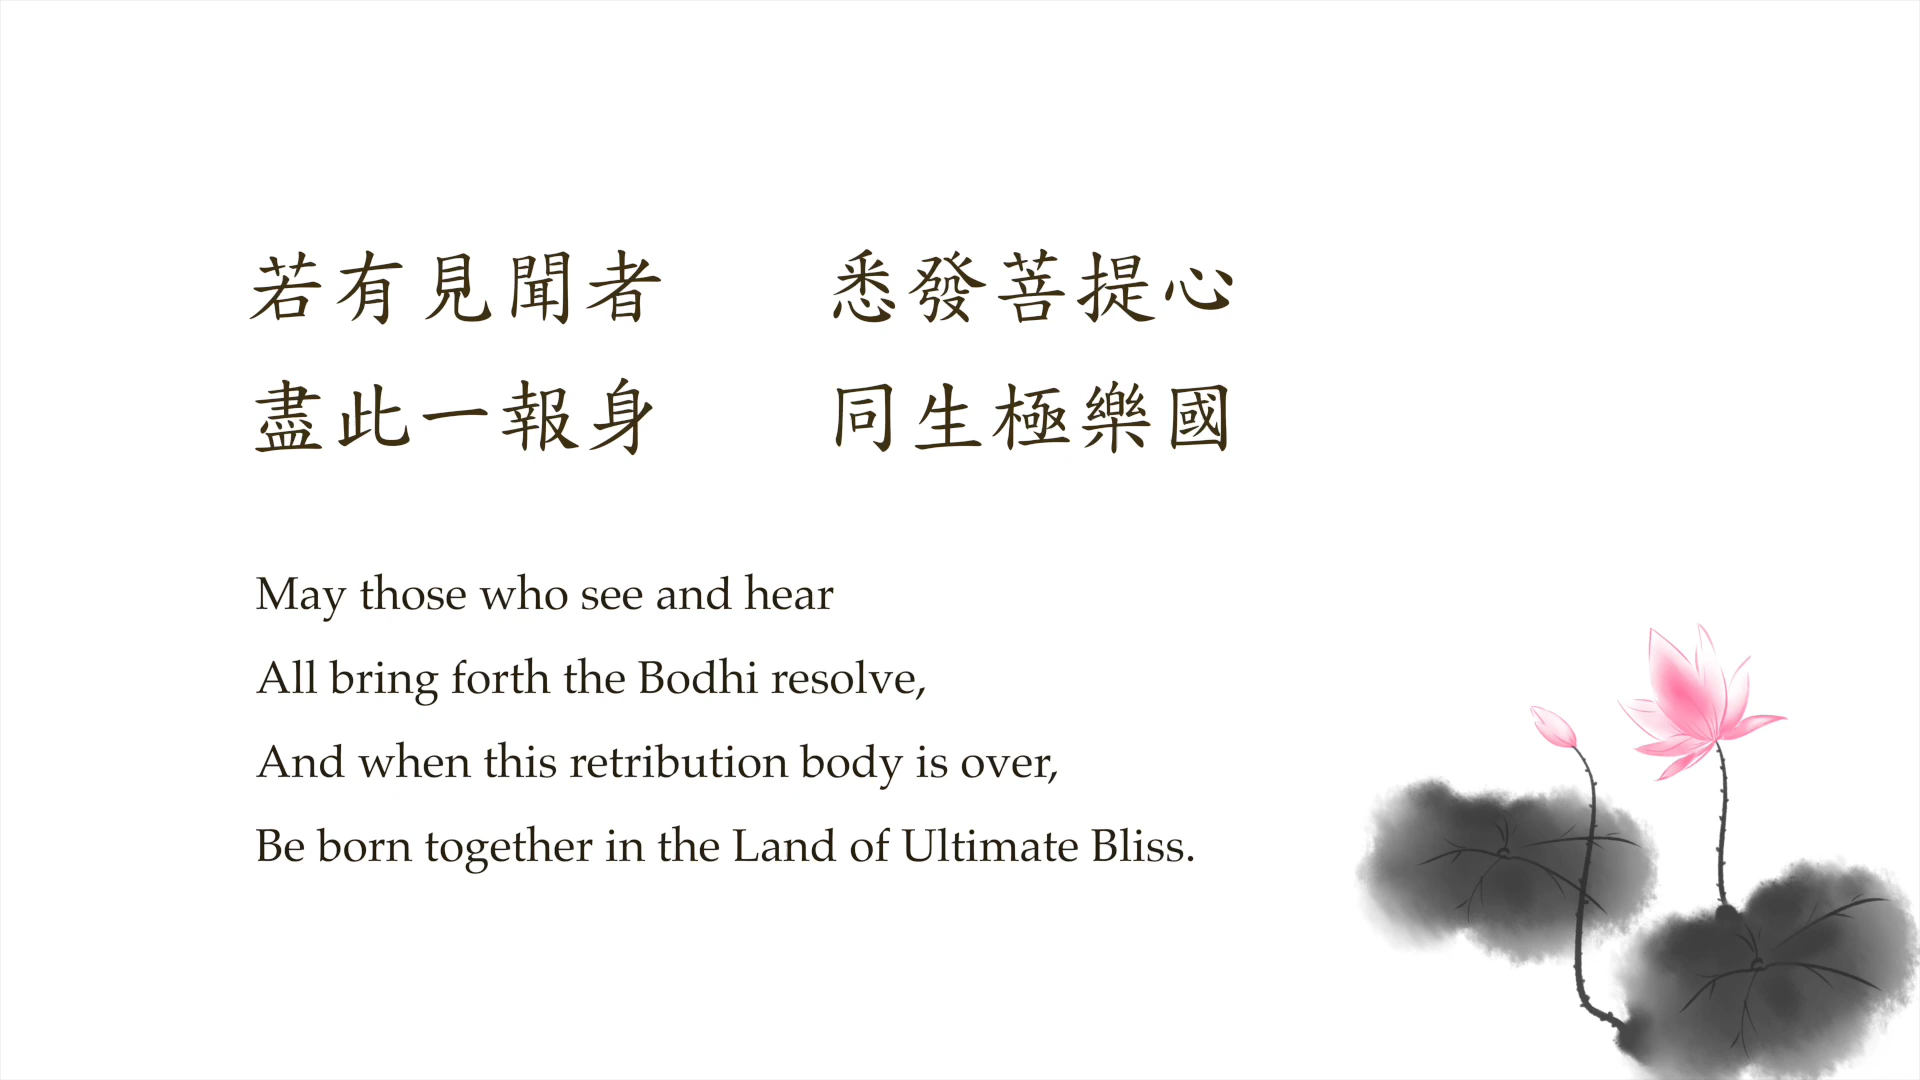 若有見聞者　　悉發菩提心
盡此一報身　　同生極樂國
May those who see and hear
All bring forth the Bodhi resolve,
And when this retribution body is over,
Be born together in the Land of Ultimate Bliss.